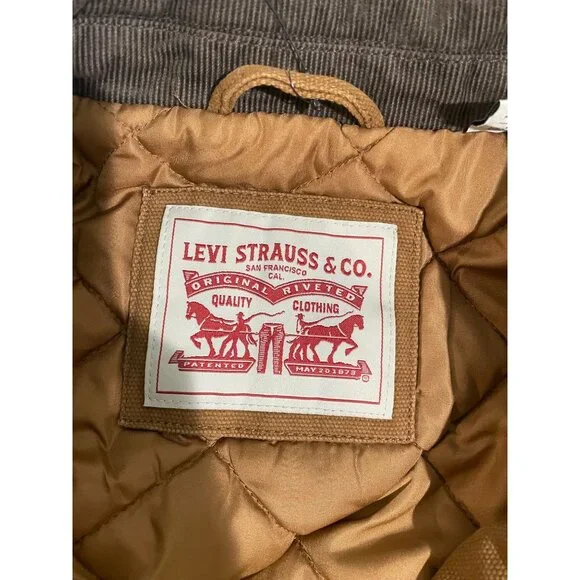 LEVI STRAUSS & CO.
SAN FRANCISCO
CAL.
ORIGINAL RIVETED
QUALITY CLOTHING
PATENTED MAY 20 1873
®